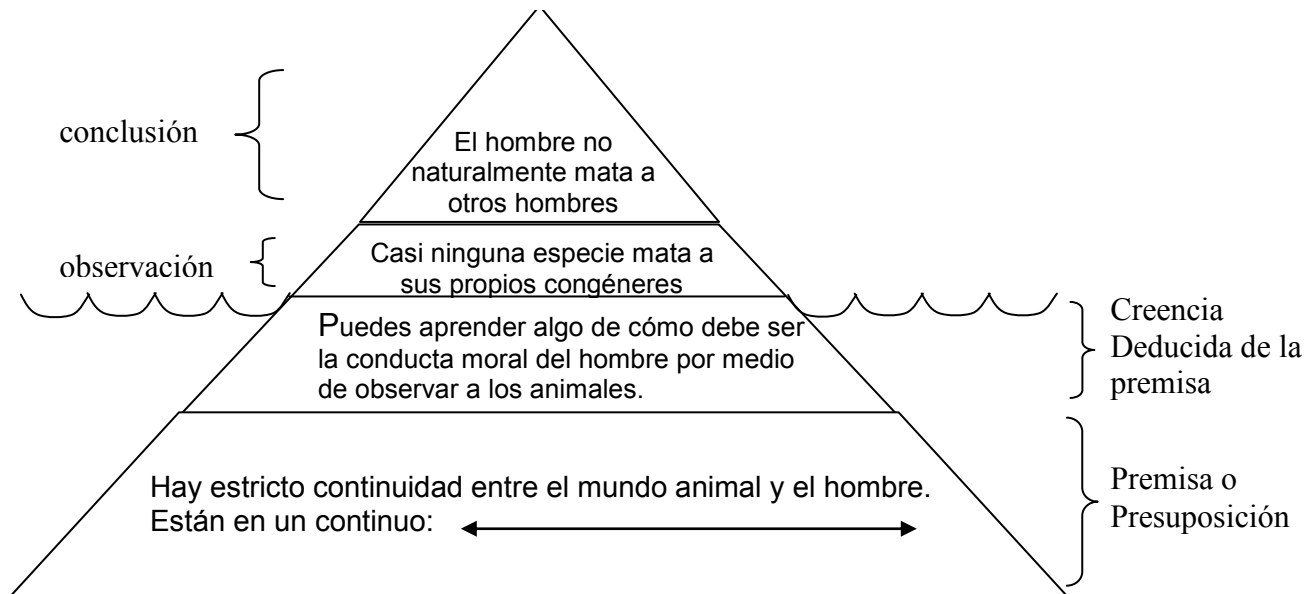 conclusión
El hombre no
naturalmente mata a
otros hombres
observación
Casi ninguna especie mata a
sus propios congéneres
Puedes aprender algo de cómo debe ser
la conducta moral del hombre por medio
de observar a los animales.
Creencia
Deducida de la
premisa
Hay estricto continuidad entre el mundo animal y el hombre.
Están en un continuo:
Premisa o
Presuposición